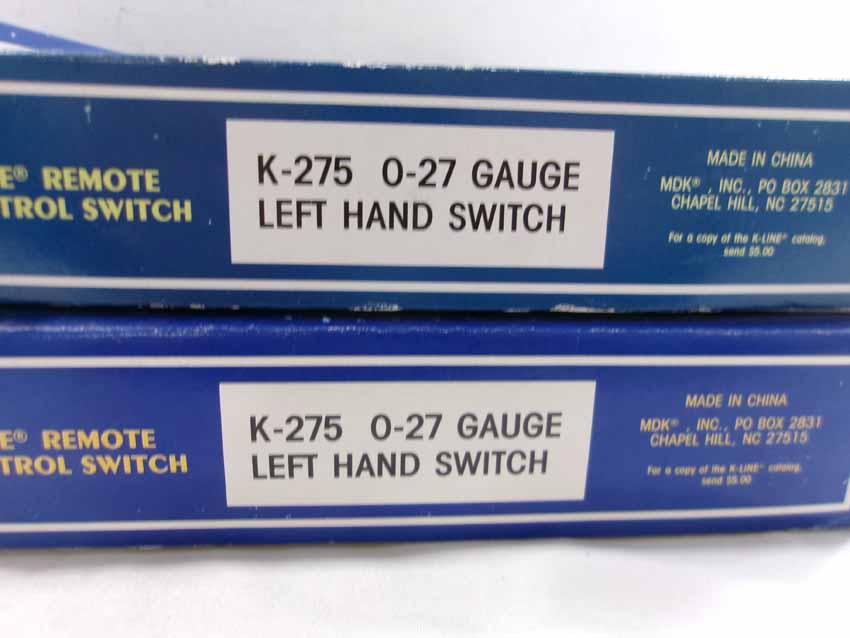 E® REMOTE
TROL SWITCH
K-275 O-27 GAUGE
LEFT HAND SWITCH
MADE IN CHINA
MDK®, INC., PO BOX 2831
CHAPEL HILL, NC 27515
For a copy of the K-LINE® catalog,
send $5.00
E® REMOTE
TROL SWITCH
K-275 O-27 GAUGE
LEFT HAND SWITCH
MADE IN CHINA
MDK®, INC., PO BOX 2831
CHAPEL HILL, NC 27515
For a copy of the K-LINE® catalog,
send $5.00